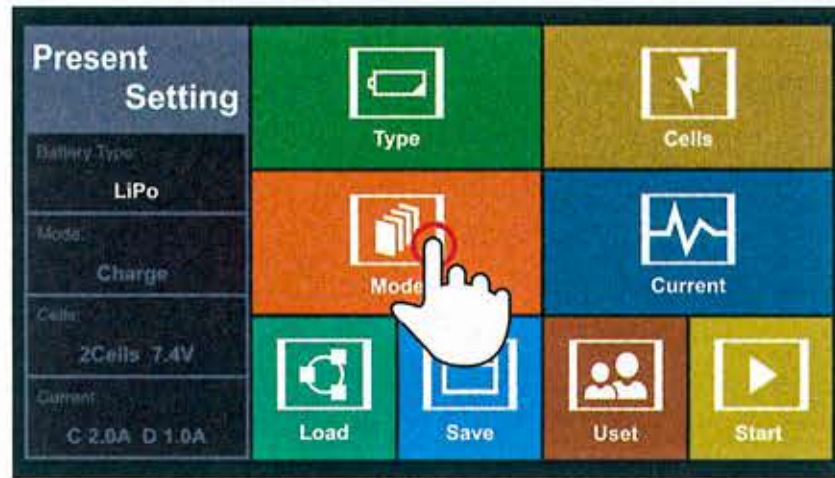 Present
Setting
Battery Type:
LiPo
Mode:
Charge
Cells:
2Cells 7.4V
Current:
C 2.0A D 1.0A
Type
Cells
Mode
Current
Load
Save
Uset
Start